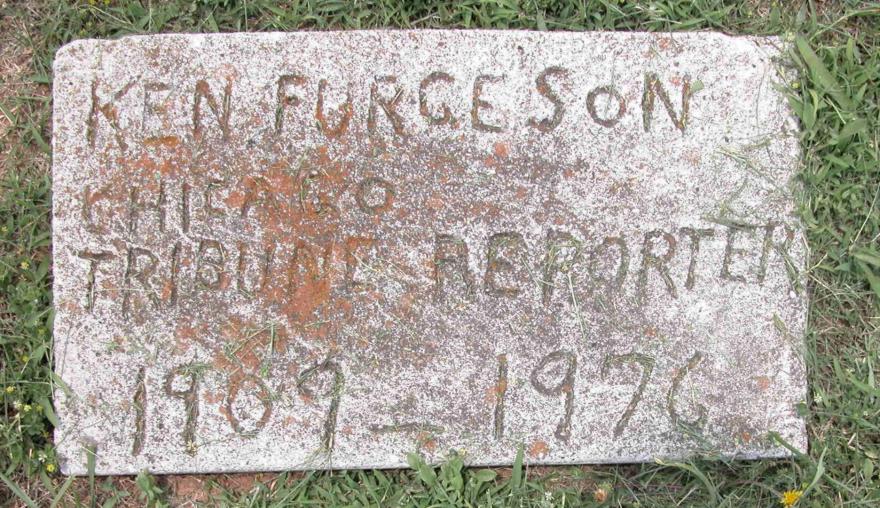 KEN FURGESON
CHICAGO
TRIBUNE REPORTER
1909 - 1976